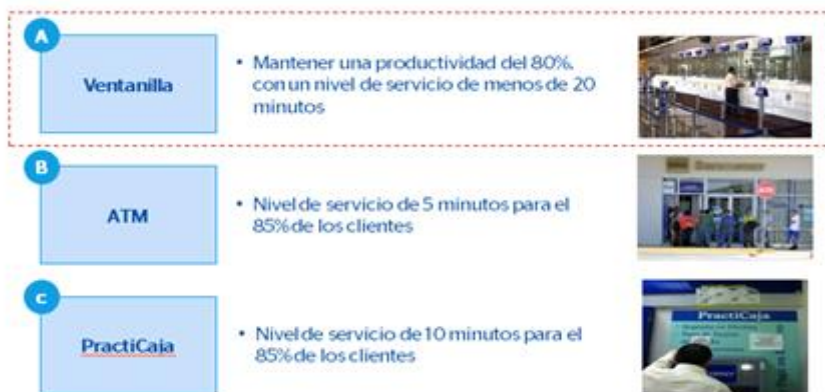 A
Ventanilla
• Mantener una productividad del 80%,
con un nivel de servicio de menos de 20
minutos
B
ATM
• Nivel de servicio de 5 minutos para el
85% de los clientes
C
PractiCaja
• Nivel de servicio de 10 minutos para el
85% de los clientes
PractiCaja